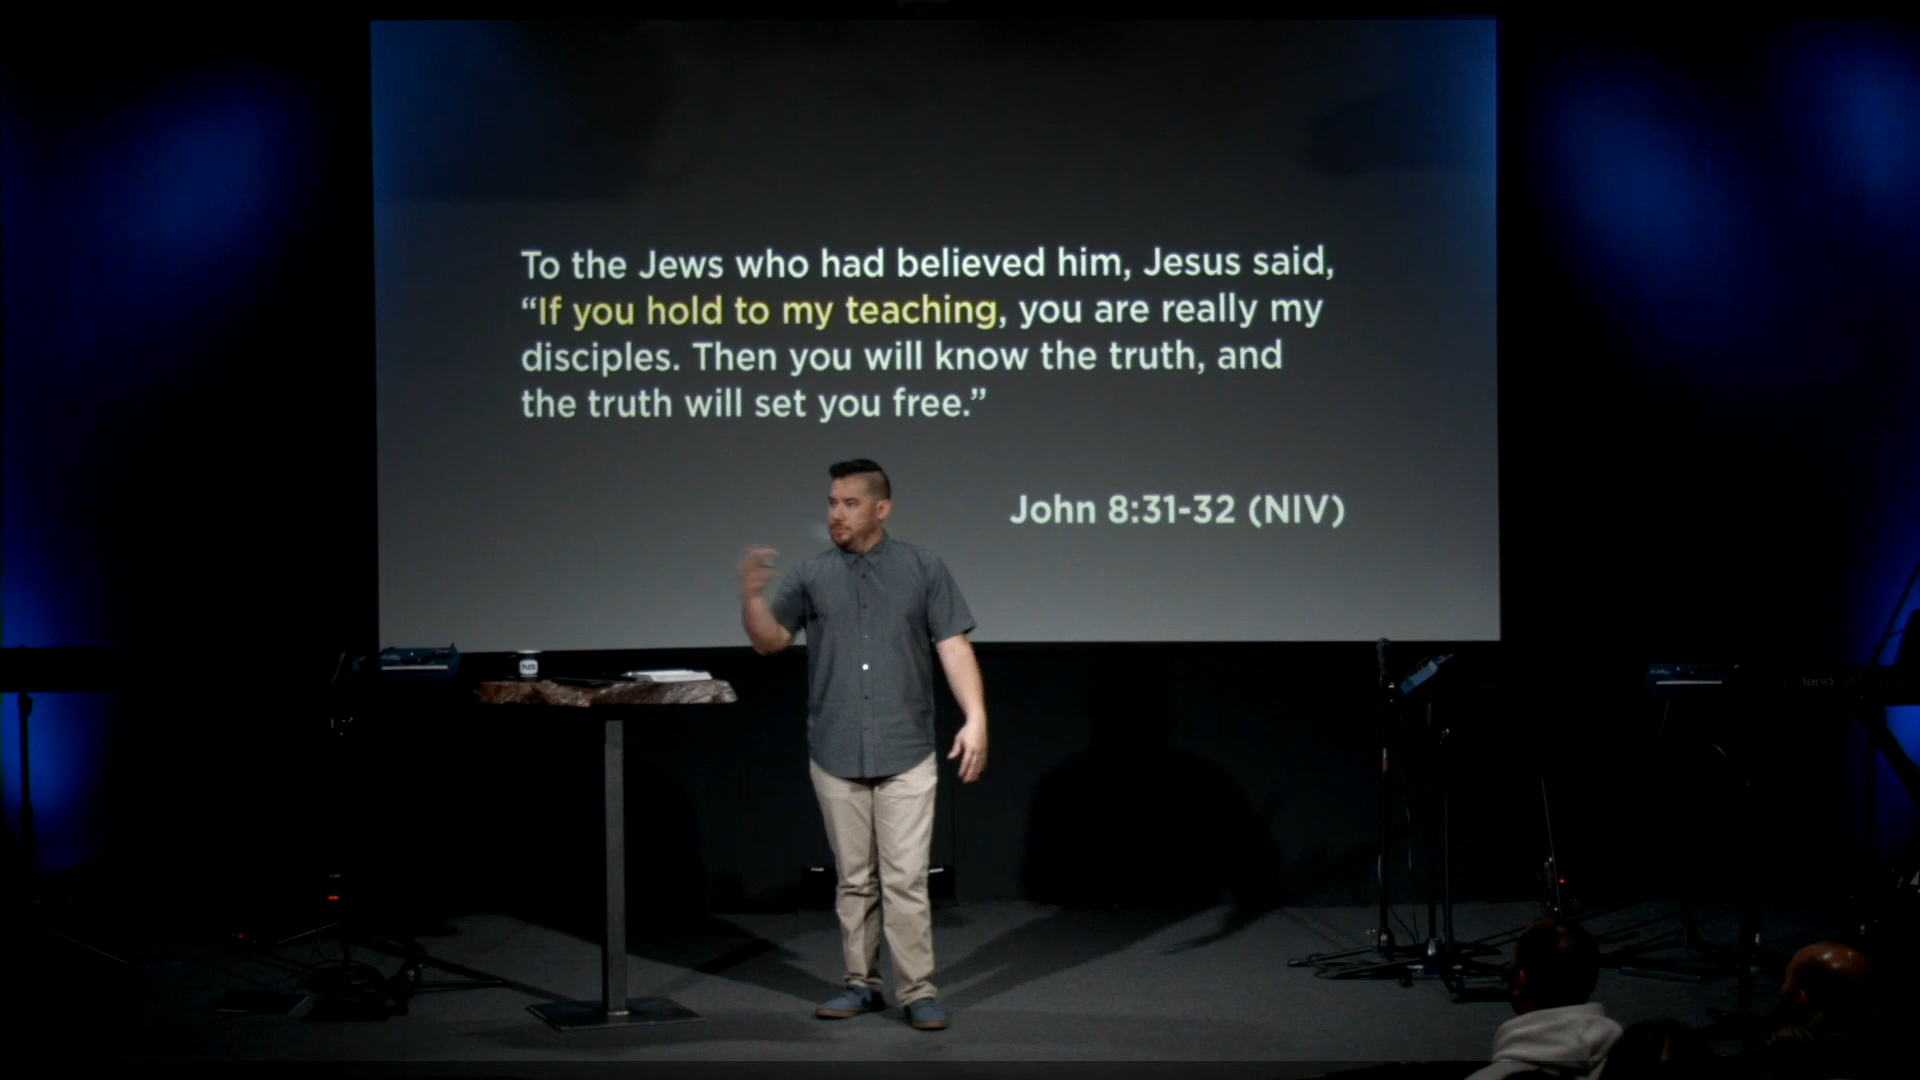 To the Jews who had believed him, Jesus said,
“If you hold to my teaching, you are really my
disciples. Then you will know the truth, and
the truth will set you free.”
John 8:31-32 (NIV)